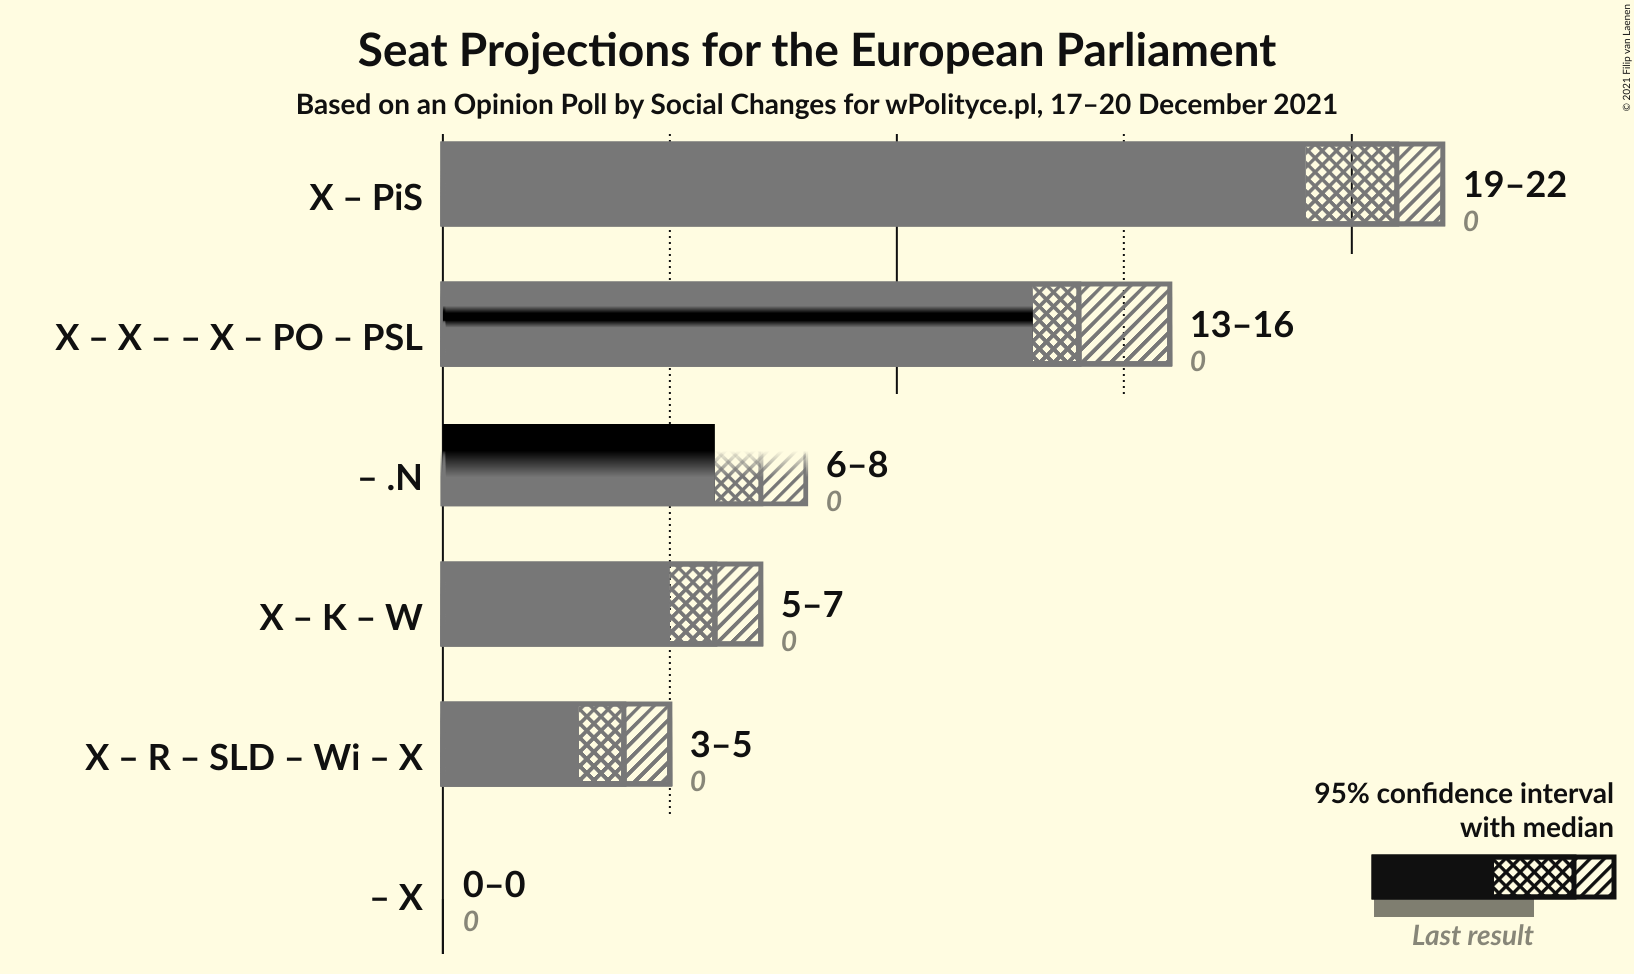 Seat Projections for the European Parliament
Based on an Opinion Poll by Social Changes for wPolityce.pl, 17–20 December 2021
© 2021 Filip van Laenen
X – PiS
19–22
0
X – X – – X – PO – PSL
13–16
0
– .N
6–8
0
X – K – W
5–7
0
X – R – SLD – Wi – X
3–5
0
– X
0–0
0
95% confidence interval
with median
Last result